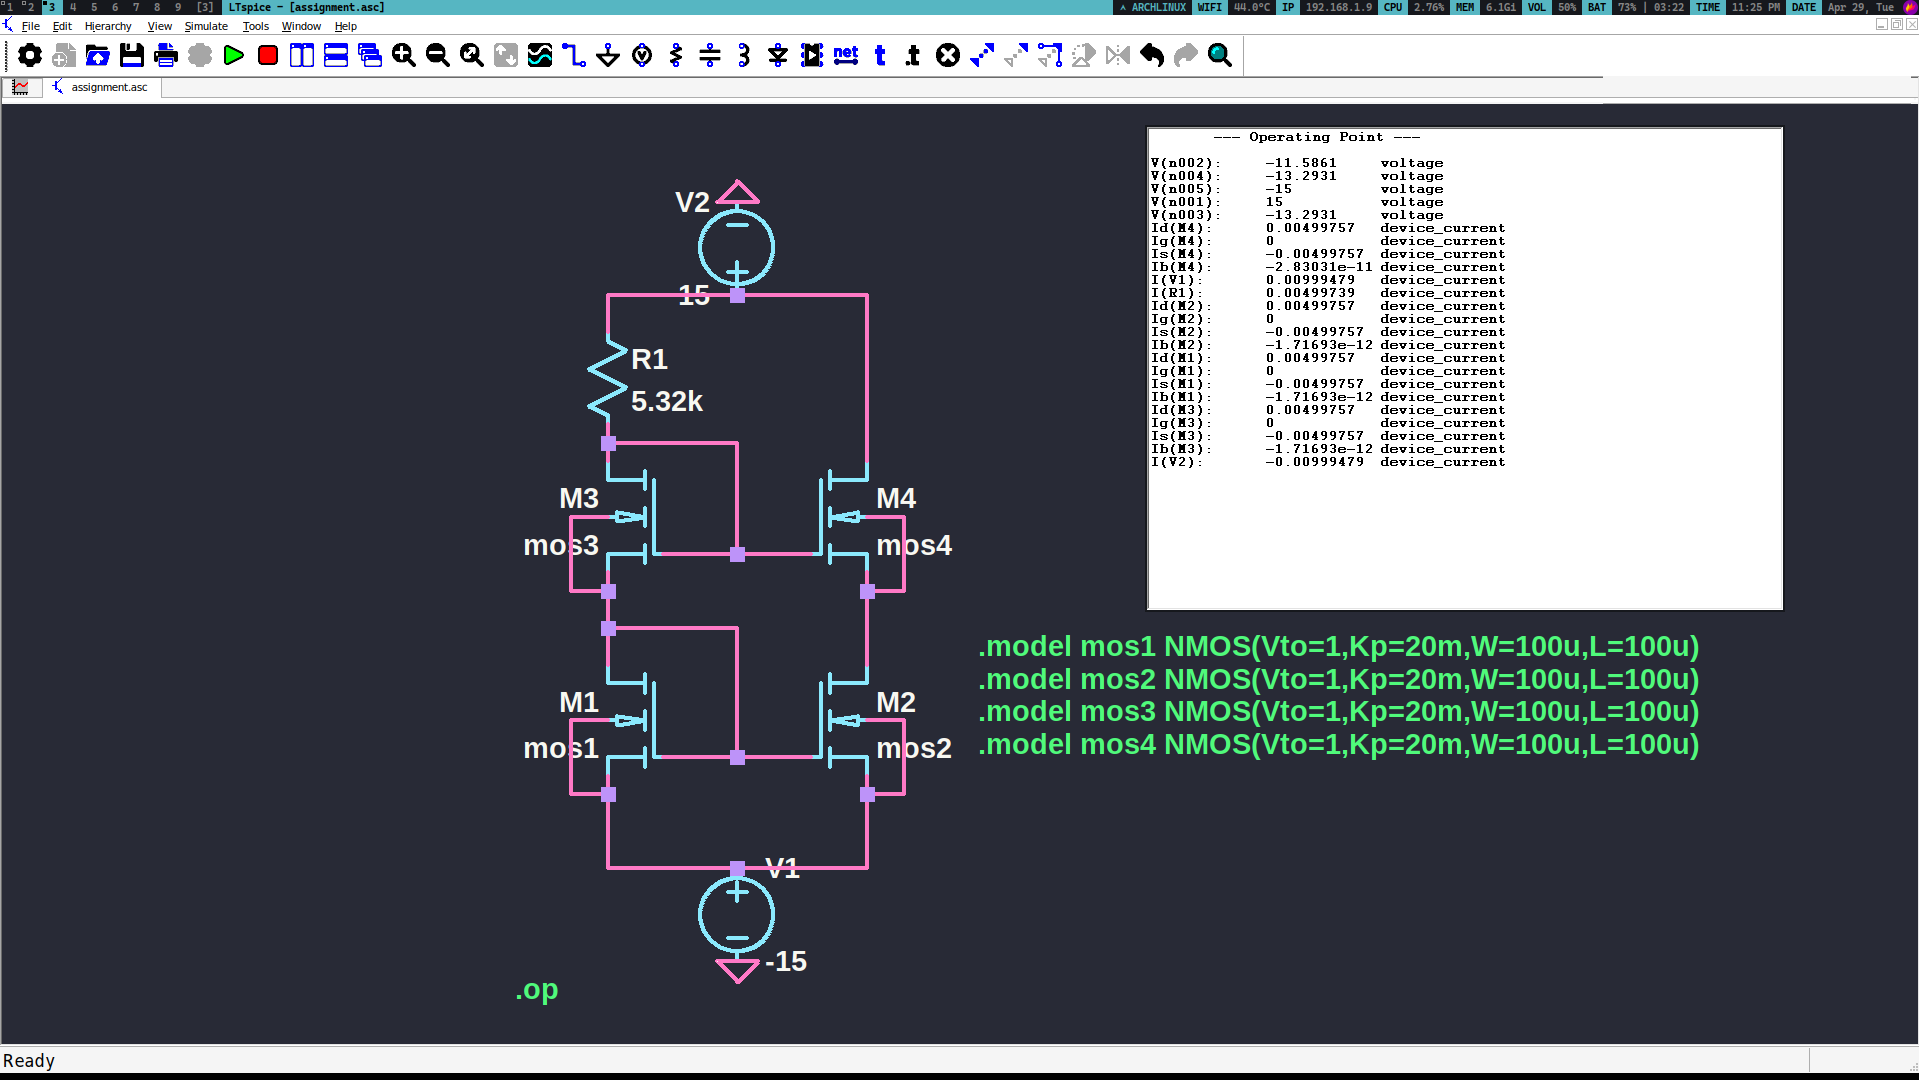 1 2 3 4 5 6 7 8 9 [3] LTspice – [assignment.asc] ARCHLINUX WIFI 44.0°C IP 192.168.1.9 CPU 2.76% MEM 6.1Gi VOL 50% BAT 73% | 03:22 TIME 11:25 PM DATE Apr 29, Tue
File Edit Hierarchy View Simulate Tools Window Help
net t .t
assignment.asc
--- Operating Point ---
V(n002): -11.5861 voltage
V(n004): -13.2931 voltage
V(n005): -15 voltage
V(n001): 15 voltage
V(n003): -13.2931 voltage
Id(M4): 0.00499757 device_current
Ig(M4): 0 device_current
Is(M4): -0.00499757 device_current
Ib(M4): -2.83031e-11 device_current
I(V1): 0.00999479 device_current
I(R1): 0.00499739 device_current
Id(M2): 0.00499757 device_current
Ig(M2): 0 device_current
Is(M2): -0.00499757 device_current
Ib(M2): -1.71693e-12 device_current
Id(M1): 0.00499757 device_current
Ig(M1): 0 device_current
Is(M1): -0.00499757 device_current
Ib(M1): -1.71693e-12 device_current
Id(M3): 0.00499757 device_current
Ig(M3): 0 device_current
Is(M3): -0.00499757 device_current
Ib(M3): -1.71693e-12 device_current
I(V2): -0.00999479 device_current
V2
15
R1
5.32k
M3 M4
mos3 mos4
.model mos1 NMOS(Vto=1,Kp=20m,W=100u,L=100u)
.model mos2 NMOS(Vto=1,Kp=20m,W=100u,L=100u)
.model mos3 NMOS(Vto=1,Kp=20m,W=100u,L=100u)
.model mos4 NMOS(Vto=1,Kp=20m,W=100u,L=100u)
M1 M2
mos1 mos2
V1
-15
.op
Ready